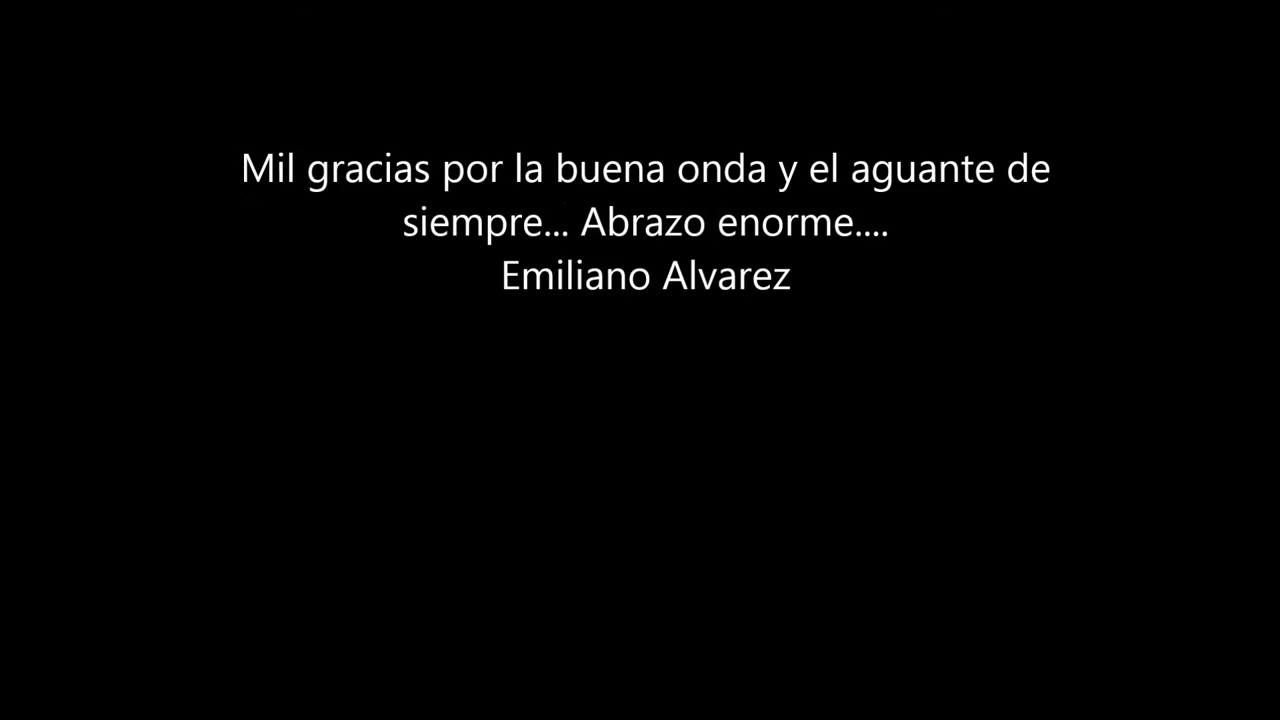 Mil gracias por la buena onda y el aguante de
siempre... Abrazo enorme....
Emiliano Alvarez